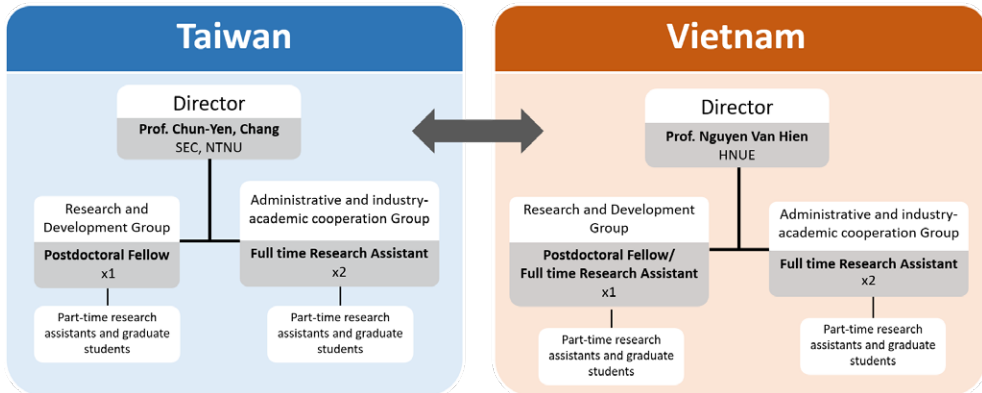 Taiwan
Director
Prof. Chun-Yen, Chang
SEC, NTNU
Research and
Development Group
Postdoctoral Fellow
x1
Part-time research
assistants and graduate
students
Administrative and industry-
academic cooperation Group
Full time Research Assistant
x2
Part-time research
assistants and graduate
students
Vietnam
Director
Prof. Nguyen Van Hien
HNUE
Research and Development
Group
Postdoctoral Fellow/
Full time Research Assistant
x1
Part-time research
assistants and graduate
students
Administrative and industry-
academic cooperation Group
Full time Research Assistant
x2
Part-time research
assistants and graduate
students